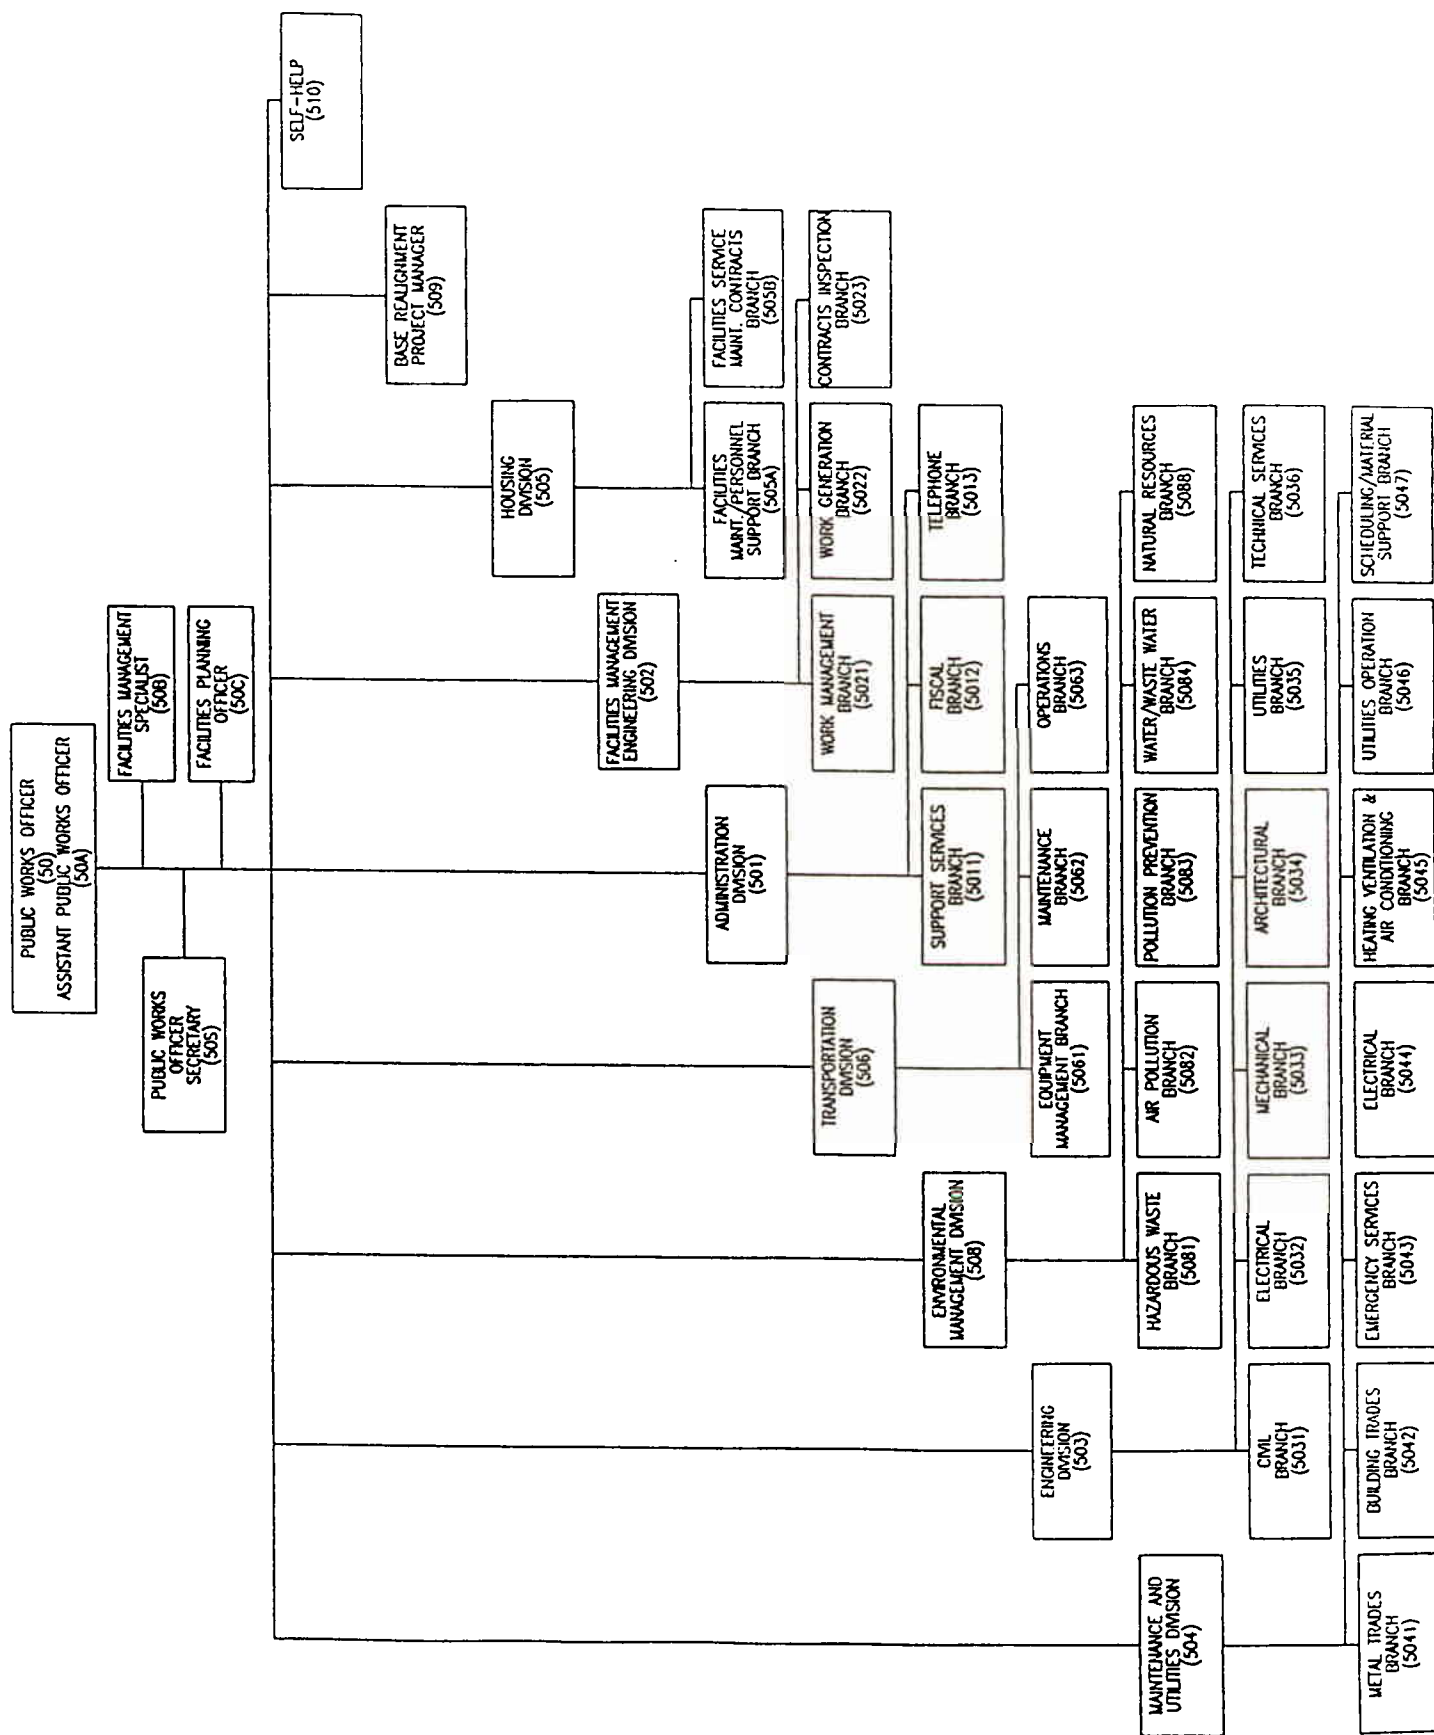 PUBLIC WORKS OFFICER
(50)
ASSISTANT PUBLIC WORKS OFFICER
(50A)
PUBLIC WORKS
OFFICER
SECRETARY
(50S)
FACILITIES MANAGEMENT
SPECIALIST
(50B)
FACILITIES PLANNING
OFFICER
(50C)
SELF-HELP
(510)
BASE REALIGNMENT
PROJECT MANAGER
(509)
HOUSING
DIVISION
(505)
FACILITIES
MAINT./PERSONNEL
SUPPORT BRANCH
(505A)
FACILITIES SERVICE
MAINT. CONTRACTS
BRANCH
(505B)
FACILITIES MANAGEMENT
ENGINEERING DIVISION
(502)
WORK MANAGEMENT
BRANCH
(5021)
WORK GENERATION
BRANCH
(5022)
CONTRACTS INSPECTION
BRANCH
(5023)
ADMINISTRATION
DIVISION
(501)
SUPPORT SERVICES
BRANCH
(5011)
FISCAL
BRANCH
(5012)
TELEPHONE
BRANCH
(5013)
TRANSPORTATION
DIVISION
(506)
EQUIPMENT
MANAGEMENT BRANCH
(5061)
MAINTENANCE
BRANCH
(5062)
OPERATIONS
BRANCH
(5063)
ENVIRONMENTAL
MANAGEMENT DIVISION
(508)
HAZARDOUS WASTE
BRANCH
(5081)
AIR POLLUTION
BRANCH
(5082)
POLLUTION PREVENTION
BRANCH
(5083)
WATER/WASTE WATER
BRANCH
(5084)
NATURAL RESOURCES
BRANCH
(508B)
ENGINEERING
DIVISION
(503)
CIVIL
BRANCH
(5031)
ELECTRICAL
BRANCH
(5032)
MECHANICAL
BRANCH
(5033)
ARCHITECTURAL
BRANCH
(5034)
UTILITIES
BRANCH
(5035)
TECHNICAL SERVICES
BRANCH
(5036)
MAINTENANCE AND
UTILITIES DIVISION
(504)
METAL TRADES
BRANCH
(5041)
BUILDING TRADES
BRANCH
(5042)
EMERGENCY SERVICES
BRANCH
(5043)
ELECTRICAL
BRANCH
(5044)
HEATING VENTILATION &
AIR CONDITIONING
BRANCH
(5045)
UTILITIES OPERATION
BRANCH
(5046)
SCHEDULING/MATERIAL
SUPPORT BRANCH
(5047)